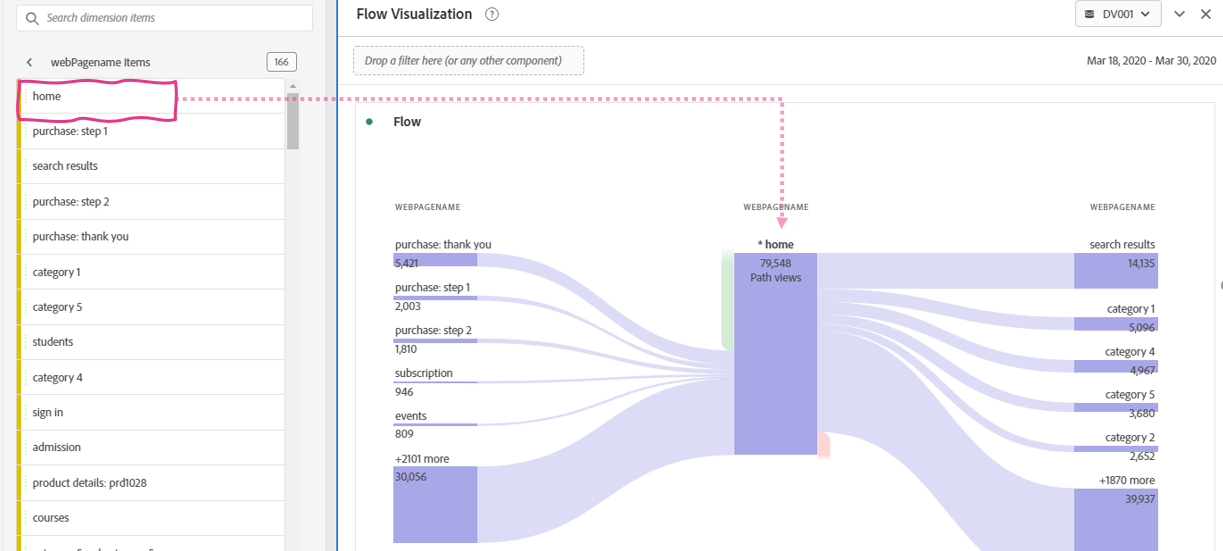 Search dimension items
webPagename Items
166
home
purchase: step 1
search results
purchase: step 2
purchase: thank you
category 1
category 5
students
category 4
sign in
admission
product details: prd1028
courses
Flow Visualization
?
DV001
Drop a filter here (or any other component)
Mar 18, 2020 - Mar 30, 2020
Flow
WEBPAGENAME
purchase: thank you
5,421
purchase: step 1
2,003
purchase: step 2
1,810
subscription
946
events
809
+2101 more
30,056
WEBPAGENAME
* home
79,548
Path views
WEBPAGENAME
search results
14,135
category 1
5,096
category 4
4,967
category 5
3,680
category 2
2,652
+1870 more
39,937